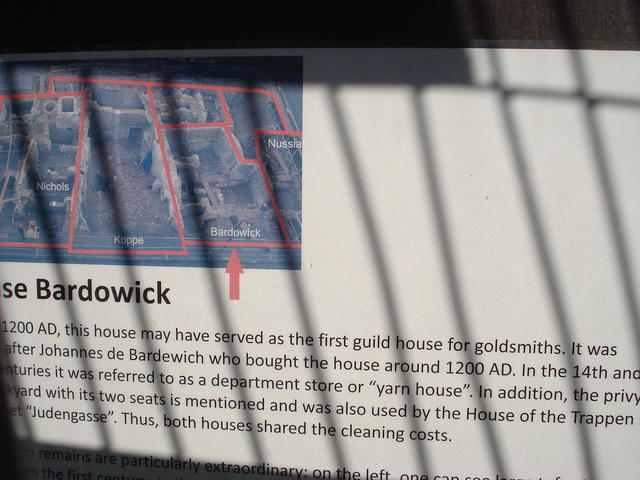 Nussia
Nichols
Koppe
Bardowick
se Bardowick
1200 AD, this house may have served as the first guild house for goldsmiths. It was
after Johannes de Bardewich who bought the house around 1200 AD. In the 14th and
enturies it was referred to as a department store or "yarn house". In addition, the privy
kyard with its two seats is mentioned and was also used by the House of the Trappen
et "Judengasse". Thus, both houses shared the cleaning costs.
n remains are particularly extraordinary: on the left, one can see
m the first